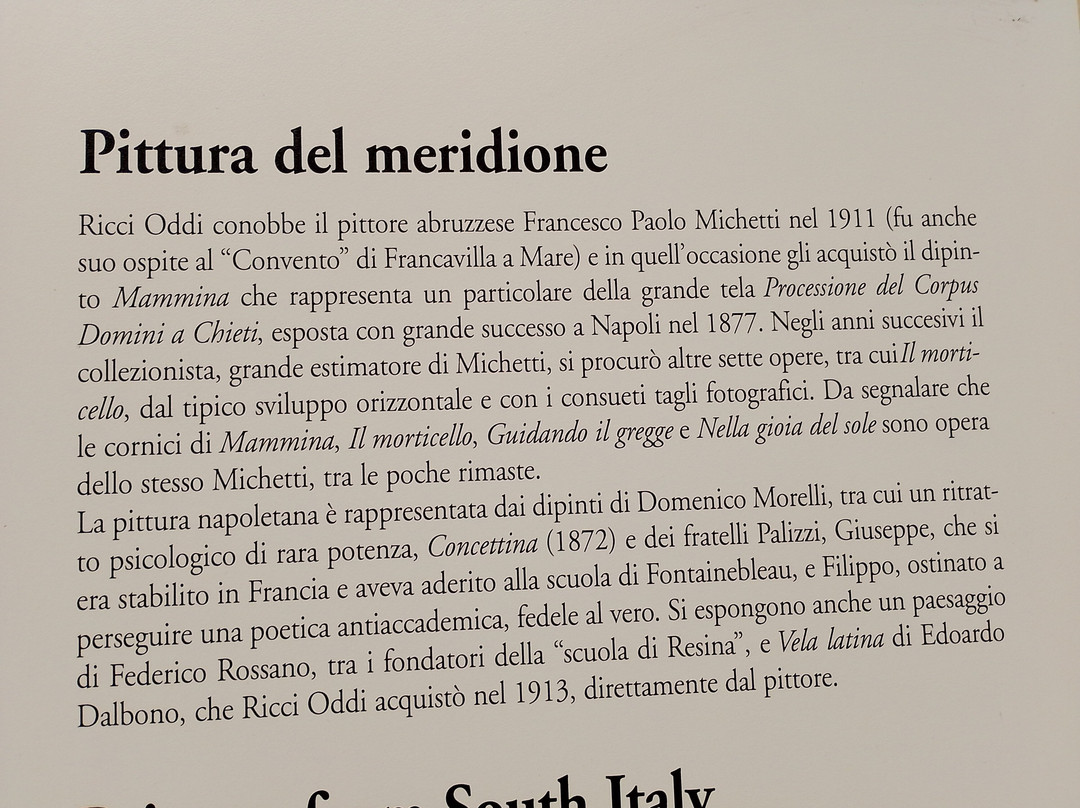 Pittura del meridione
Ricci Oddi conobbe il pittore abruzzese Francesco Paolo Michetti nel 1911 (fu anche
suo ospite al “Convento” di Francavilla a Mare) e in quell’occasione gli acquistò il dipin-
to Mammina che rappresenta un particolare della grande tela Processione del Corpus
Domini a Chieti, esposta con grande successo a Napoli nel 1877. Negli anni succesivi il
collezionista, grande estimatore di Michetti, si procurò altre sette opere, tra cui Il morti-
cello, dal tipico sviluppo orizzontale e con i consueti tagli fotografici. Da segnalare che
le cornici di Mammina, Il morticello, Guidando il gregge e Nella gioia del sole sono opera
dello stesso Michetti, tra le poche rimaste.
La pittura napoletana è rappresentata dai dipinti di Domenico Morelli, tra cui un ritrat-
to psicologico di rara potenza, Concettina (1872) e dei fratelli Palizzi, Giuseppe, che si
era stabilito in Francia e aveva aderito alla scuola di Fontainebleau, e Filippo, ostinato a
perseguire una poetica antiaccademica, fedele al vero. Si espongono anche un paesaggio
di Federico Rossano, tra i fondatori della “scuola di Resina”, e Vela latina di Edoardo
Dalbono, che Ricci Oddi acquistò nel 1913, direttamente dal pittore.
South Italy